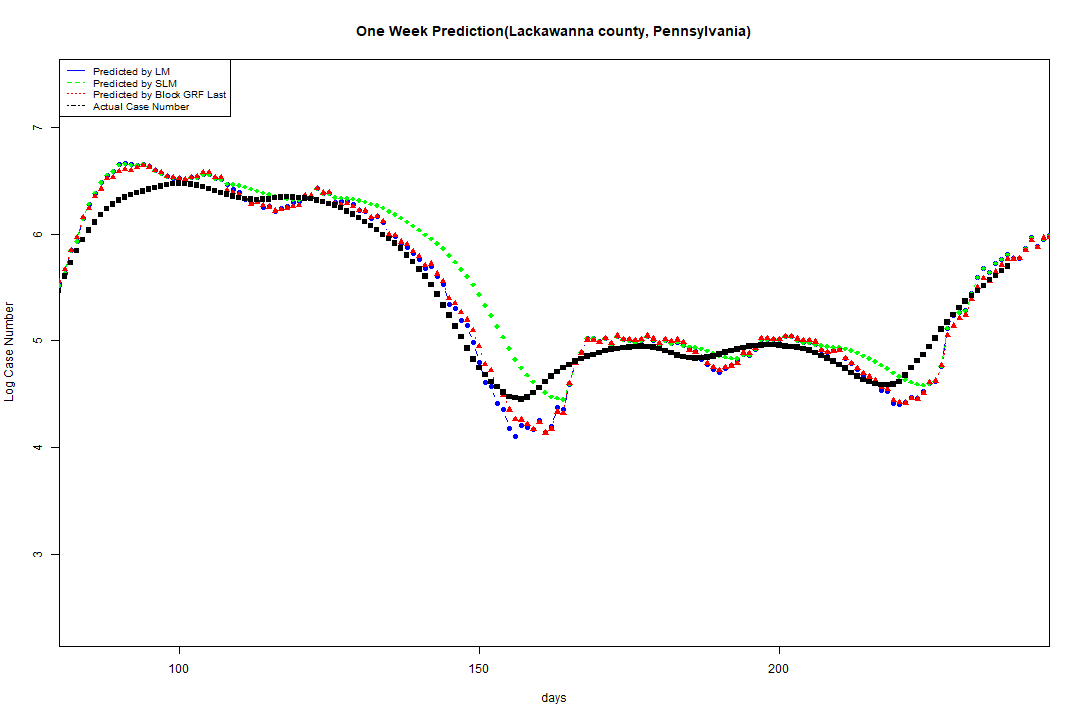 One Week Prediction(Lackawanna county, Pennsylvania)
Predicted by LM
Predicted by SLM
Predicted by Block GRF Last
Actual Case Number
Log Case Number
7
6
5
4
3
100 150 200
days